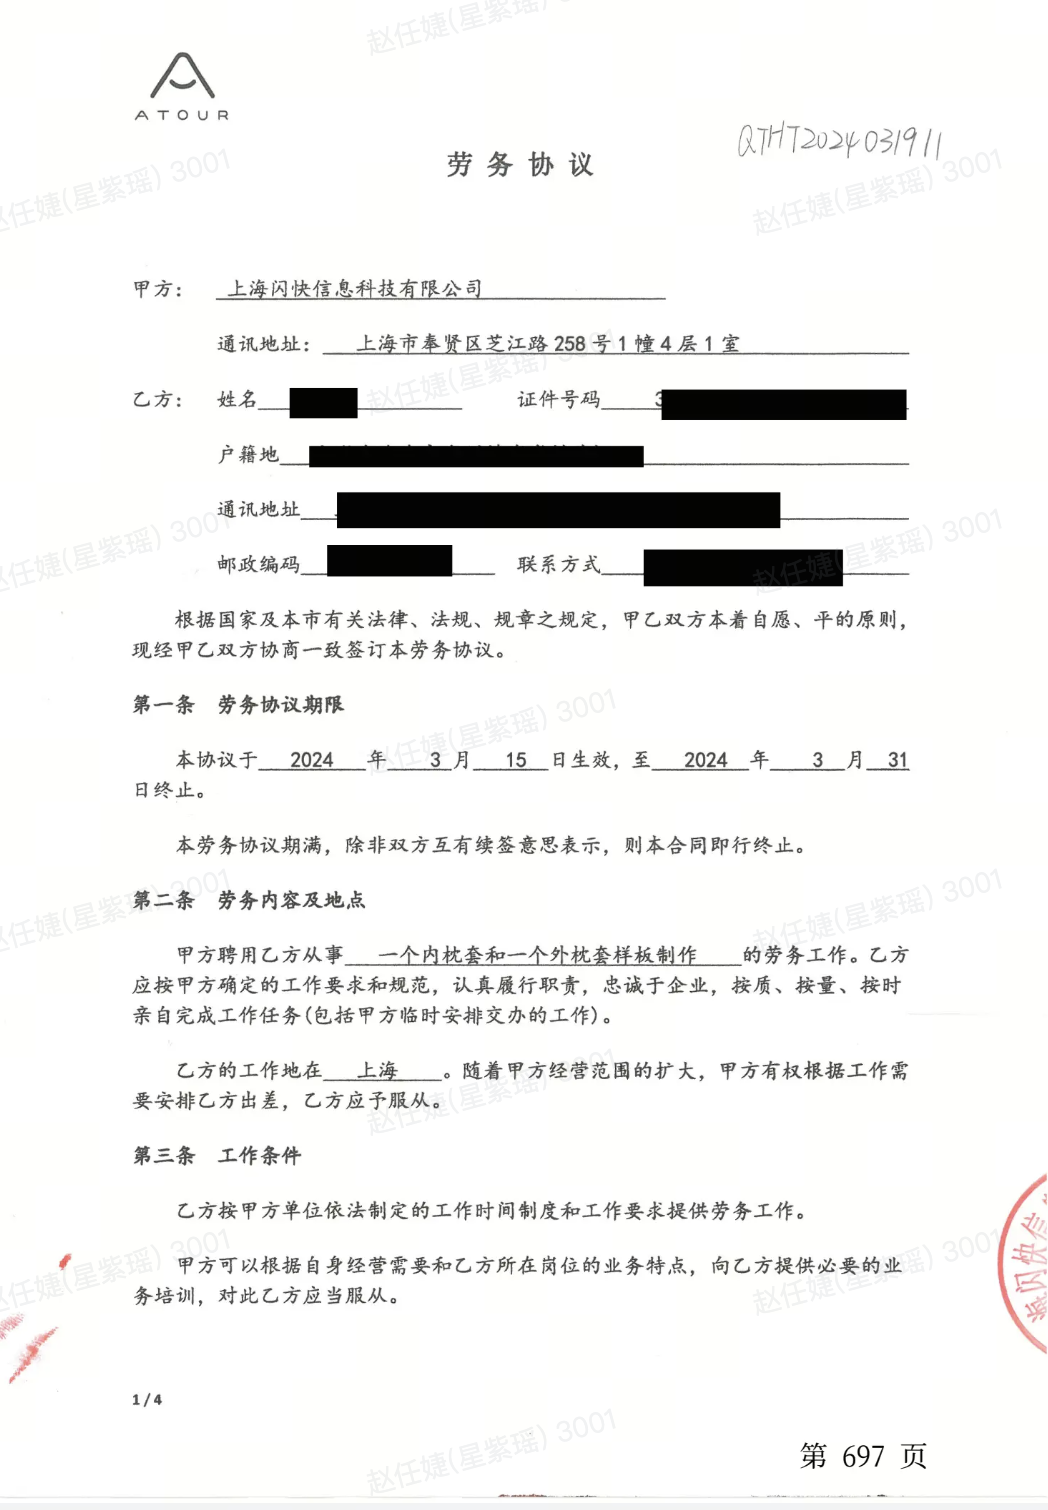 ATOUR
QTHT2024031911
劳务协议
甲方： 上海闪快信息科技有限公司
通讯地址： 上海市奉贤区芝江路 258 号 1 幢 4 层 1 室
乙方： 姓名 证件号码 3
户籍地
通讯地址
邮政编码 联系方式
根据国家及本市有关法律、法规、规章之规定，甲乙双方本着自愿、平的原则，
现经甲乙双方协商一致签订本劳务协议。
第一条 劳务协议期限
本协议于 2024 年 3 月 15 日生效，至 2024 年 3 月 31
日终止。
本劳务协议期满，除非双方互有续签意思表示，则本合同即行终止。
第二条 劳务内容及地点
甲方聘用乙方从事 一个内枕套和一个外枕套样板制作 的劳务工作。乙方
应按甲方确定的工作要求和规范，认真履行职责，忠诚于企业，按质、按量、按时
亲自完成工作任务(包括甲方临时安排交办的工作)。
乙方的工作地在 上海 。随着甲方经营范围的扩大，甲方有权根据工作需
要安排乙方出差，乙方应予服从。
第三条 工作条件
乙方按甲方单位依法制定的工作时间制度和工作要求提供劳务工作。
甲方可以根据自身经营需要和乙方所在岗位的业务特点，向乙方提供必要的业
务培训，对此乙方应当服从。
海闪快信
1 / 4
第 697 页
赵任婕(星紫瑶) 3001